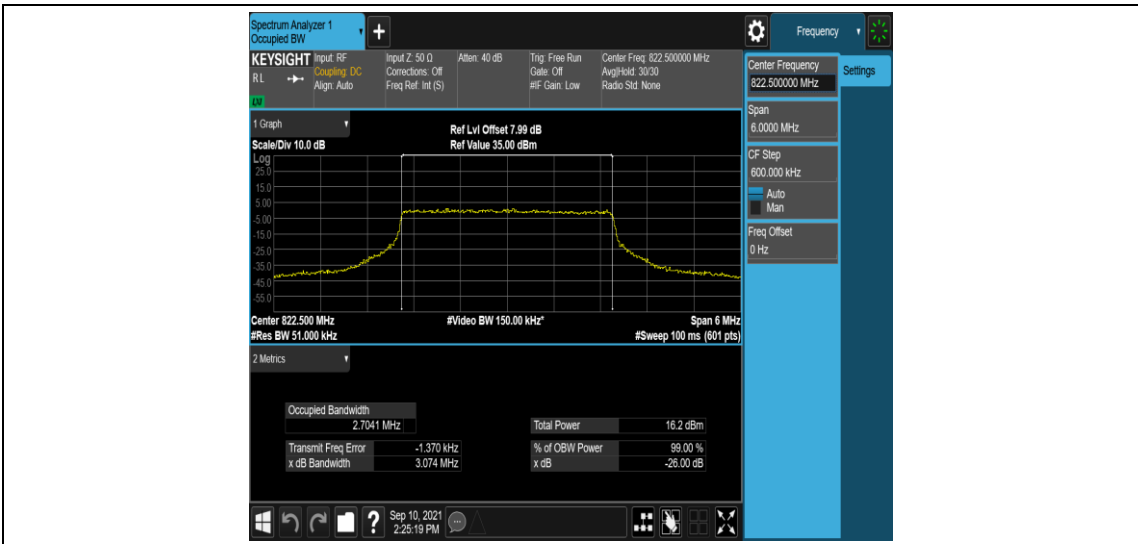 Spectrum Analyzer 1
Occupied BW
Frequency
KEYSIGHT
RL
LXI
Input: RF
Coupling: DC
Align: Auto
Input Z: 50 Ω
Corrections: Off
Freq Ref: Int (S)
Atten: 40 dB
Trig: Free Run
Gate: Off
#IF Gain: Low
Center Freq: 822.500000 MHz
Avg|Hold: 30/30
Radio Std: None
Center Frequency
822.500000 MHz
Settings
Span
6.0000 MHz
CF Step
600.000 kHz
Auto
Man
Freq Offset
0 Hz
1 Graph
Ref Lvl Offset 7.99 dB
Scale/Div 10.0 dB
Ref Value 35.00 dBm
Log
25.0
15.0
5.00
-5.00
-15.0
-25.0
-35.0
-45.0
-55.0
Center 822.500 MHz
#Video BW 150.00 kHz*
Span 6 MHz
#Res BW 51.000 kHz
#Sweep 100 ms (601 pts)
2 Metrics
Occupied Bandwidth
2.7041 MHz
Total Power 16.2 dBm
Transmit Freq Error -1.370 kHz
% of OBW Power 99.00 %
x dB Bandwidth 3.074 MHz
x dB -26.00 dB
?
Sep 10, 2021
2:25:19 PM